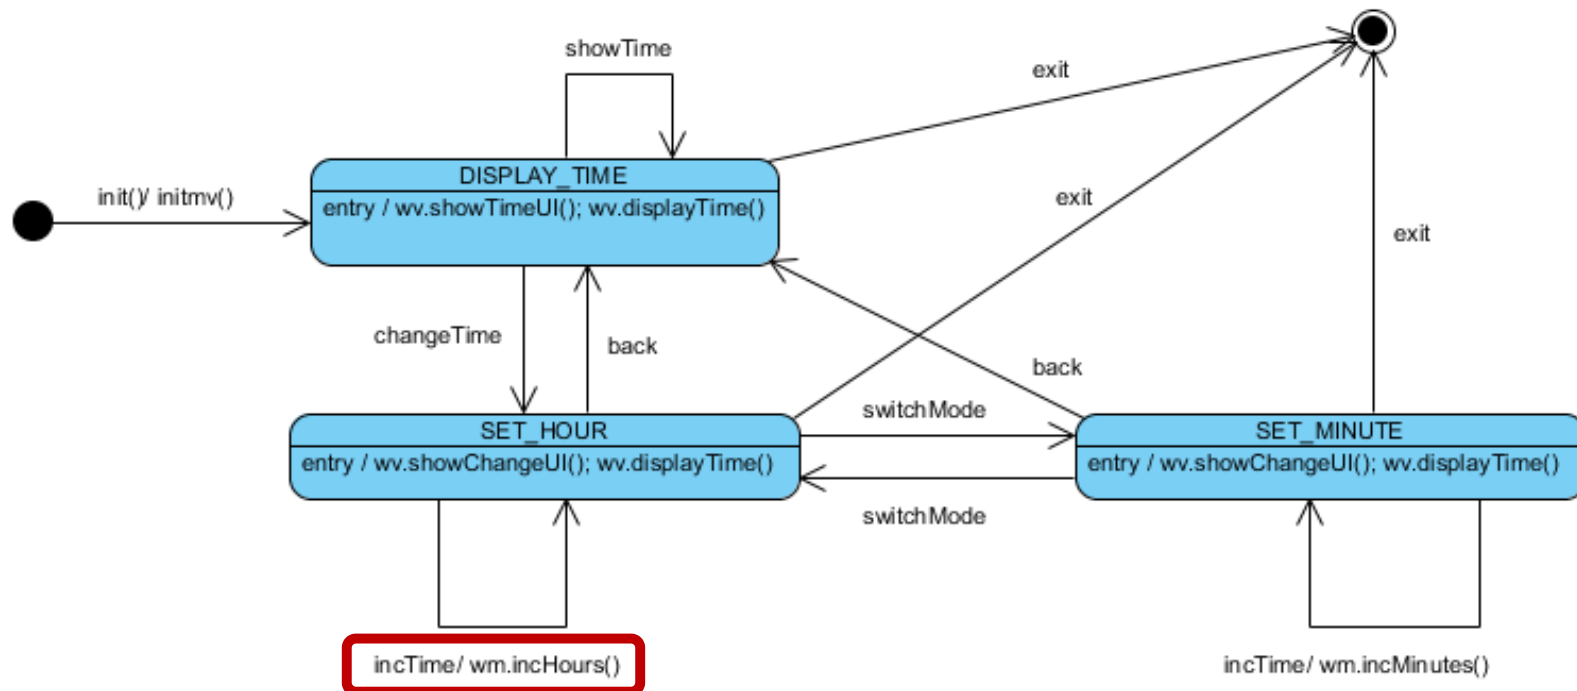 showTime
exit
DISPLAY_TIME
init()/ initmv()
entry / wv.showTimeUI(); wv.displayTime()
exit
exit
changeTime
back
back
switchMode
SET_HOUR
SET_MINUTE
entry / wv.showChangeUI(); wv.displayTime()
entry / wv.showChangeUI(); wv.displayTime()
switchMode
incTime/ wm.incHours()
incTime/ wm.incMinutes()